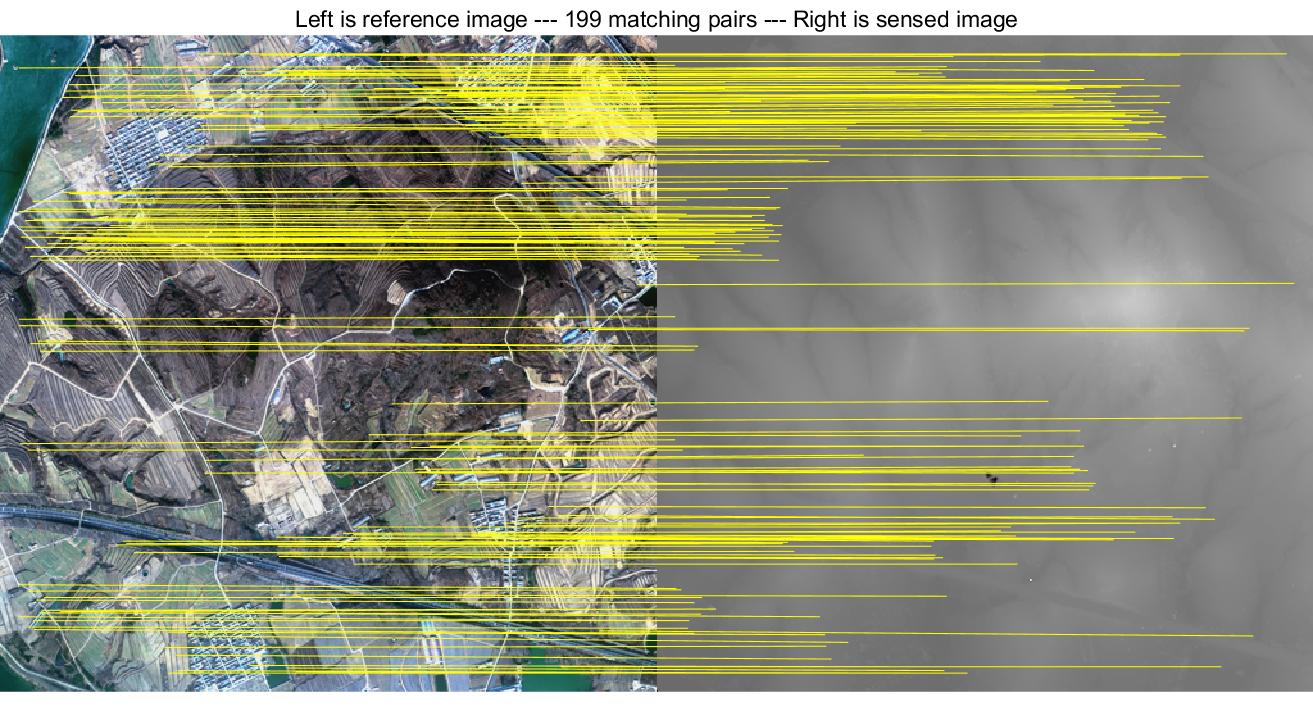 Left is reference image --- 199 matching pairs --- Right is sensed image